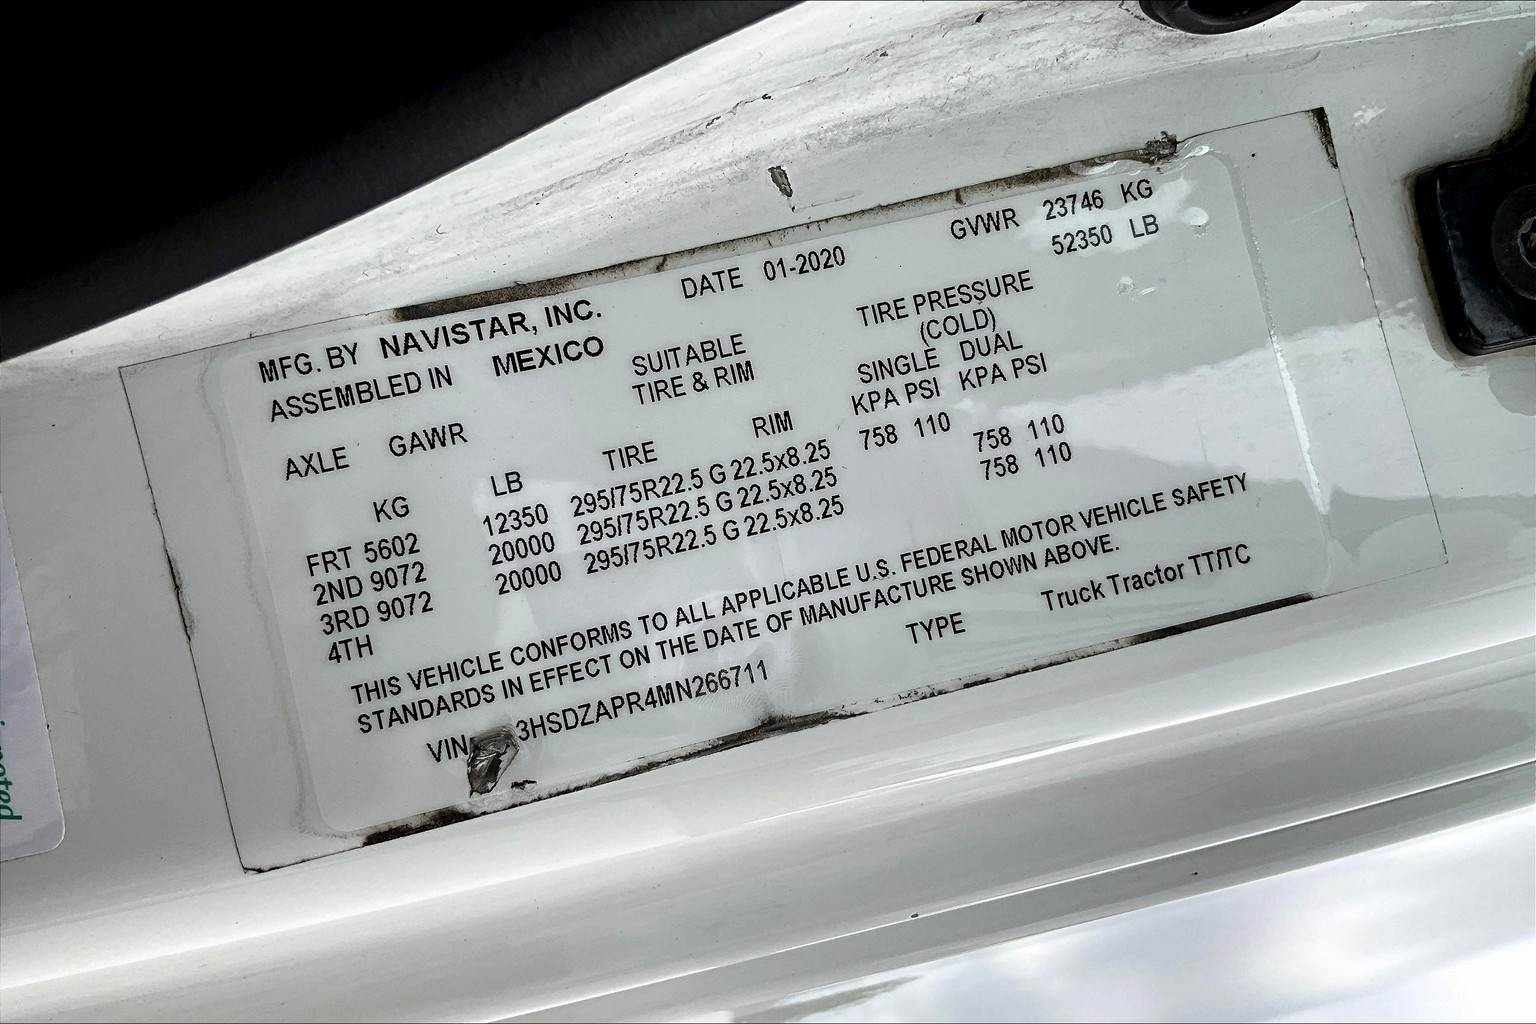 MFG. BY NAVISTAR, INC. DATE 01-2020 GVWR 23746 KG
ASSEMBLED IN MEXICO 52350 LB
SUITABLE TIRE PRESSURE
TIRE & RIM (COLD)
SINGLE DUAL
AXLE GAWR KPA PSI KPA PSI
KG LB TIRE RIM
FRT 5602 12350 295/75R22.5 G 22.5x8.25 758 110
2ND 9072 20000 295/75R22.5 G 22.5x8.25 758 110
3RD 9072 20000 295/75R22.5 G 22.5x8.25 758 110
4TH
THIS VEHICLE CONFORMS TO ALL APPLICABLE U.S. FEDERAL MOTOR VEHICLE SAFETY
STANDARDS IN EFFECT ON THE DATE OF MANUFACTURE SHOWN ABOVE.
VIN 3HSDZAPR4MN266711 TYPE Truck Tractor TT/TC